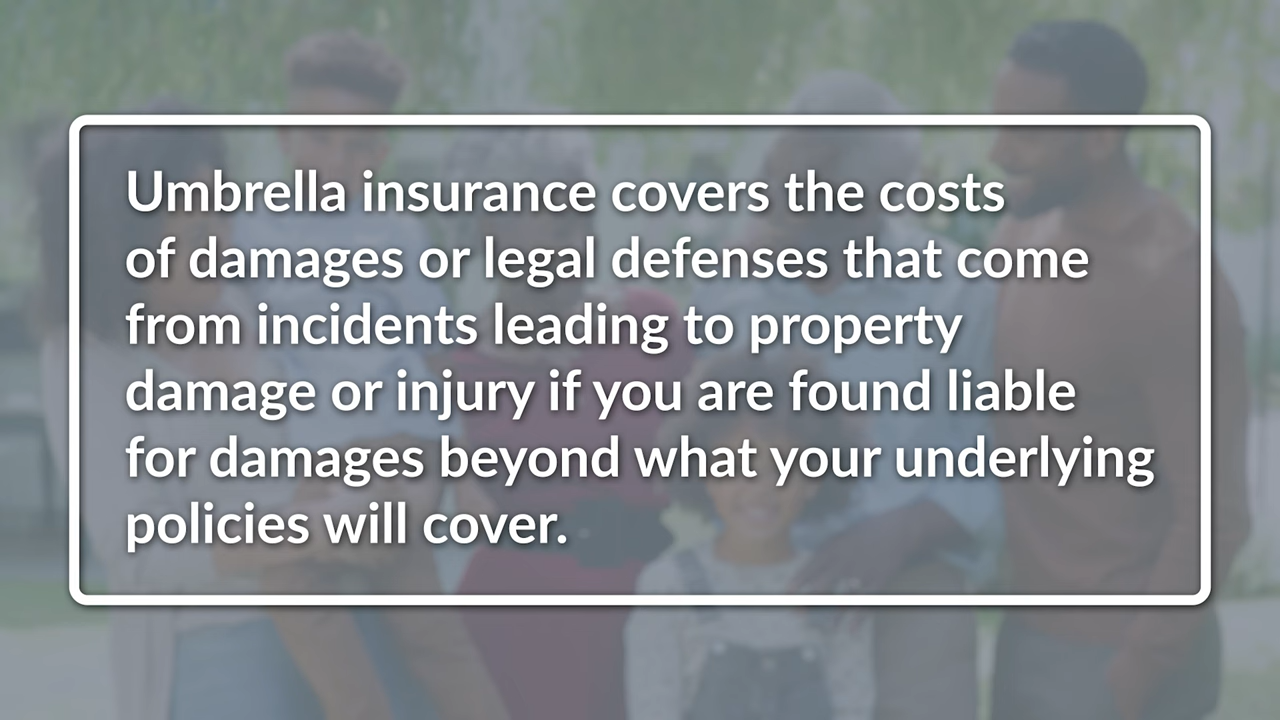 Umbrella insurance covers the costs
of damages or legal defenses that come
from incidents leading to property
damage or injury if you are found liable
for damages beyond what your underlying
policies will cover.